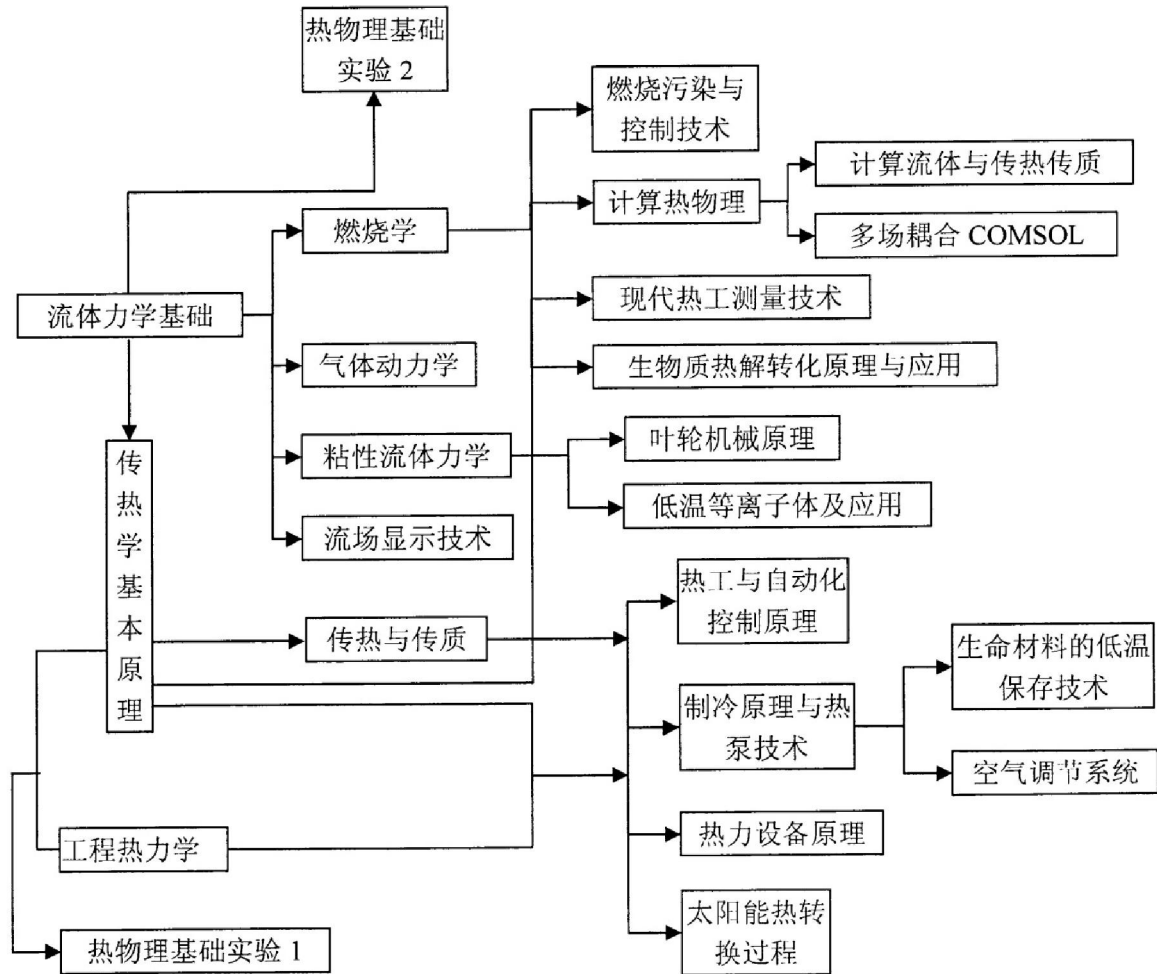 热物理基础
实验 2
燃烧污染与
控制技术
计算流体与传热传质
计算热物理
燃烧学
多场耦合 COMSOL
流体力学基础
现代热工测量技术
气体动力学
生物质热解转化原理与应用
叶轮机械原理
粘性流体力学
低温等离子体及应用
流场显示技术
传
热
学
基
本
原
理
热工与自动化
控制原理
传热与传质
生命材料的低温
保存技术
制冷原理与热
泵技术
空气调节系统
热力设备原理
工程热力学
太阳能热转
换过程
热物理基础实验 1